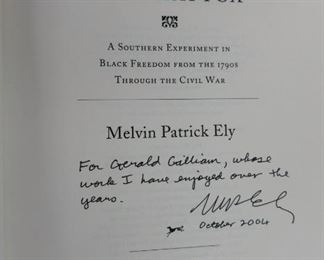 A SOUTHERN EXPERIMENT IN
BLACK FREEDOM FROM THE 1790S
THROUGH THE CIVIL WAR
Melvin Patrick Ely
For Gerald Gilliam, whose
work I have enjoyed over the
years.
October 2004